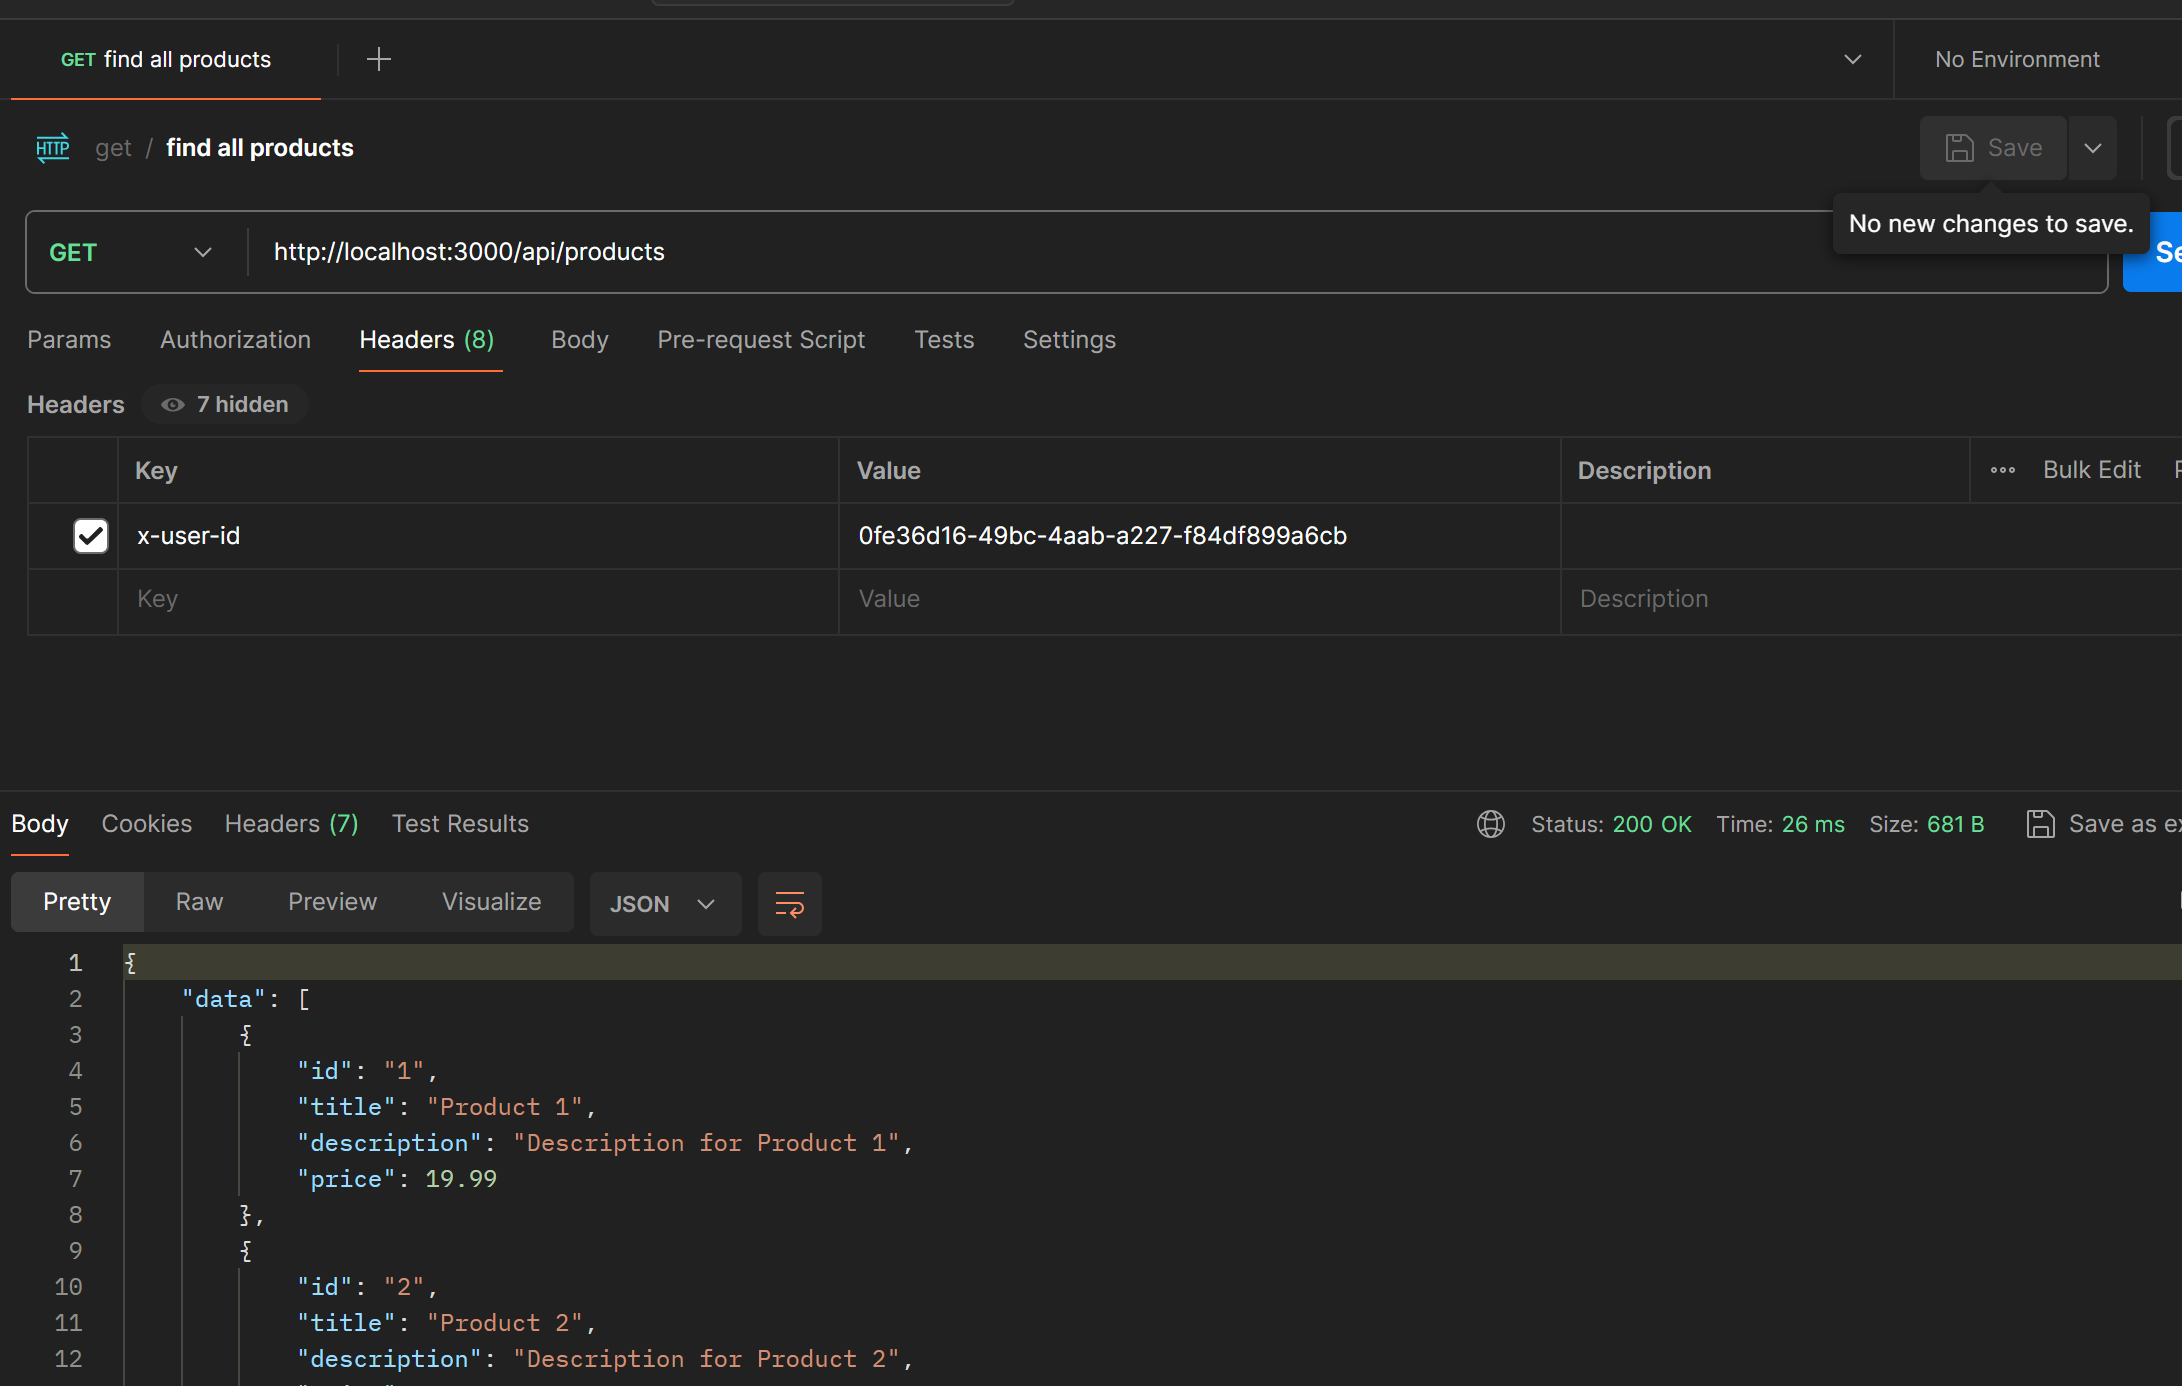 GET find all products
No Environment
HTTP get / find all products
Save
No new changes to save.
GET http://localhost:3000/api/products
Params Authorization Headers (8) Body Pre-request Script Tests Settings
Headers 7 hidden
Key Value Description Bulk Edit
x-user-id 0fe36d16-49bc-4aab-a227-f84df899a6cb
Key Value Description
Body Cookies Headers (7) Test Results Status: 200 OK Time: 26 ms Size: 681 B Save as
Pretty Raw Preview Visualize JSON
1 {
2 "data": [
3 {
4 "id": "1",
5 "title": "Product 1",
6 "description": "Description for Product 1",
7 "price": 19.99
8 },
9 {
10 "id": "2",
11 "title": "Product 2",
12 "description": "Description for Product 2",